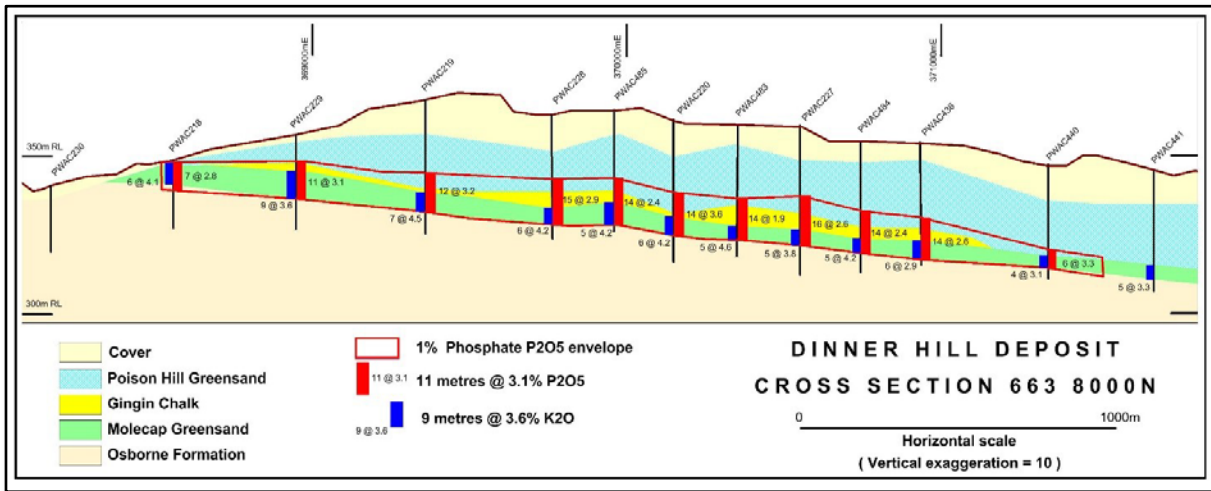 369000mE
370000mE
371000mE
PWAC230
PWAC218
PWAC229
PWAC219
PWAC228
PWAC485
PWAC220
PWAC483
PWAC227
PWAC484
PWAC436
PWAC440
PWAC441
350m RL
300m RL
6 @ 4.1
7 @ 2.8
9 @ 3.6
11 @ 3.1
7 @ 4.5
12 @ 3.2
6 @ 4.2
15 @ 2.9
5 @ 4.2
14 @ 2.4
6 @ 4.2
14 @ 3.6
5 @ 4.6
14 @ 1.9
5 @ 3.8
16 @ 2.6
5 @ 4.2
14 @ 2.4
6 @ 2.9
14 @ 2.6
4 @ 3.1
6 @ 3.3
5 @ 3.3
Cover
Poison Hill Greensand
Gingin Chalk
Molecap Greensand
Osborne Formation
1% Phosphate P2O5 envelope
11 @ 3.1
11 metres @ 3.1% P2O5
9 @ 3.6
9 metres @ 3.6% K2O
DINNER HILL DEPOSIT
CROSS SECTION 663 8000N
0
1000m
Horizontal scale
( Vertical exaggeration = 10 )